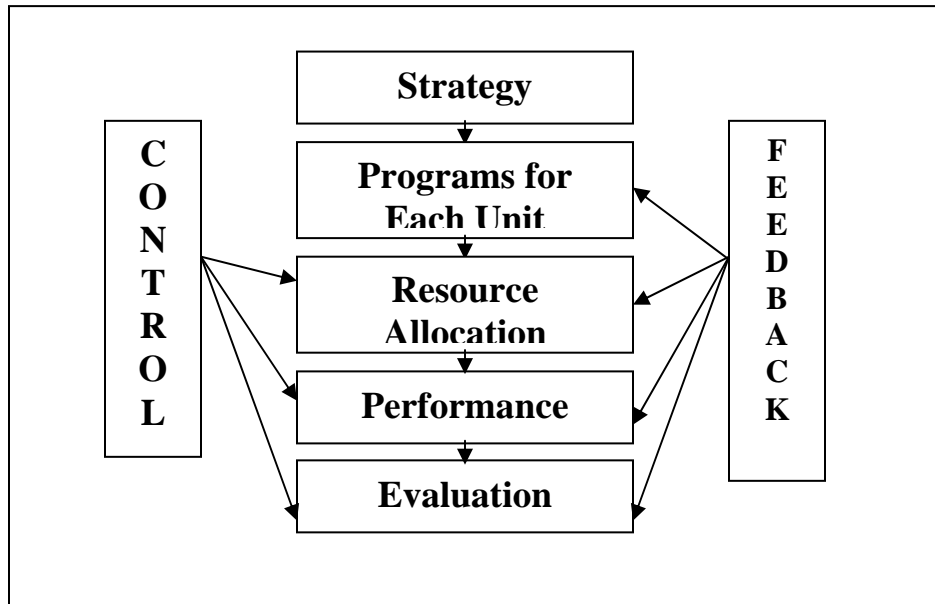 Strategy
C
O
N
T
R
O
L
Programs for
Each Unit
Resource
Allocation
Performance
Evaluation
F
E
E
D
B
A
C
K